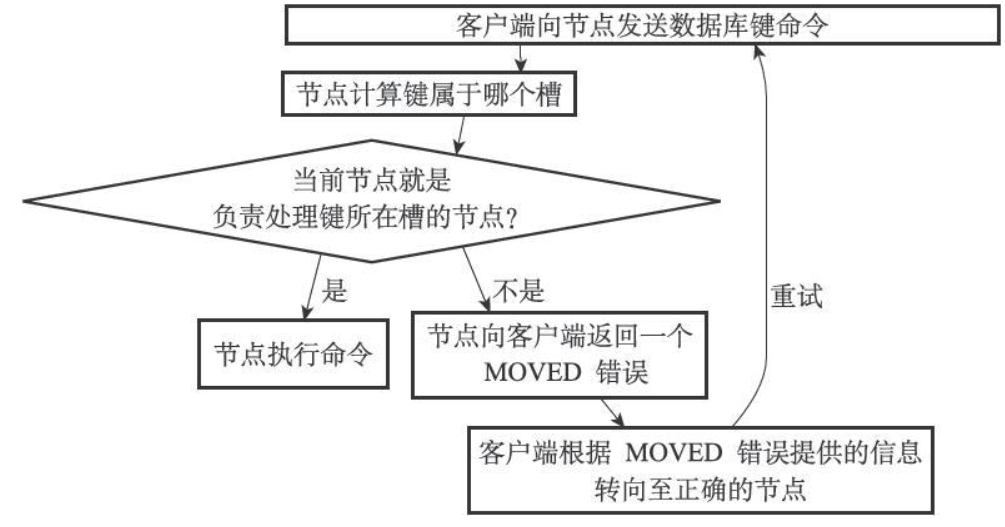 客户端向节点发送数据库键命令
节点计算键属于哪个槽
当前节点就是
负责处理键所在槽的节点?
是
不是
重试
节点执行命令
节点向客户端返回一个
MOVED 错误
客户端根据 MOVED 错误提供的信息
转向至正确的节点